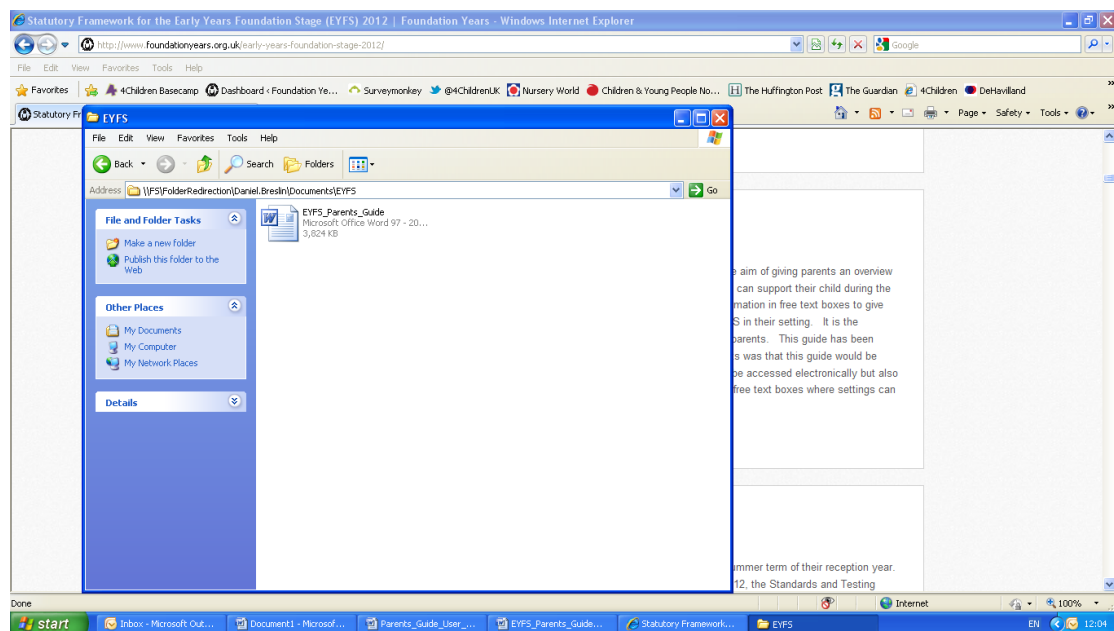 Statutory Framework for the Early Years Foundation Stage (EYFS) 2012 | Foundation Years - Windows Internet Explorer
http://www.foundationyears.org.uk/early-years-foundation-stage-2012/
Google
File Edit View Favorites Tools Help
Favorites 4Children Basecamp Dashboard ‹ Foundation Ye... Surveymonkey @4ChildrenUK Nursery World Children & Young People No... The Huffington Post The Guardian 4Children DeHavilland »
Statutory Fr
Page Safety Tools »
EYFS
File Edit View Favorites Tools Help
Back Search Folders
Address \\FS\FolderRedirection\Daniel.Breslin\Documents\EYFS Go
File and Folder Tasks
Make a new folder
Publish this folder to the
Web
Other Places
My Documents
My Computer
My Network Places
Details
EYFS_Parents_Guide
Microsoft Office Word 97 - 20...
3,824 KB
e aim of giving parents an overview
can support their child during the
mation in free text boxes to give
S in their setting. It is the
parents. This guide has been
s was that this guide would be
be accessed electronically but also
free text boxes where settings can
ummer term of their reception year.
12, the Standards and Testing
Done Internet 100%
start Inbox - Microsoft Out... Document1 - Microsof... Parents_Guide_User_... EYFS_Parents_Guide... Statutory Framework... EYFS EN 12:04